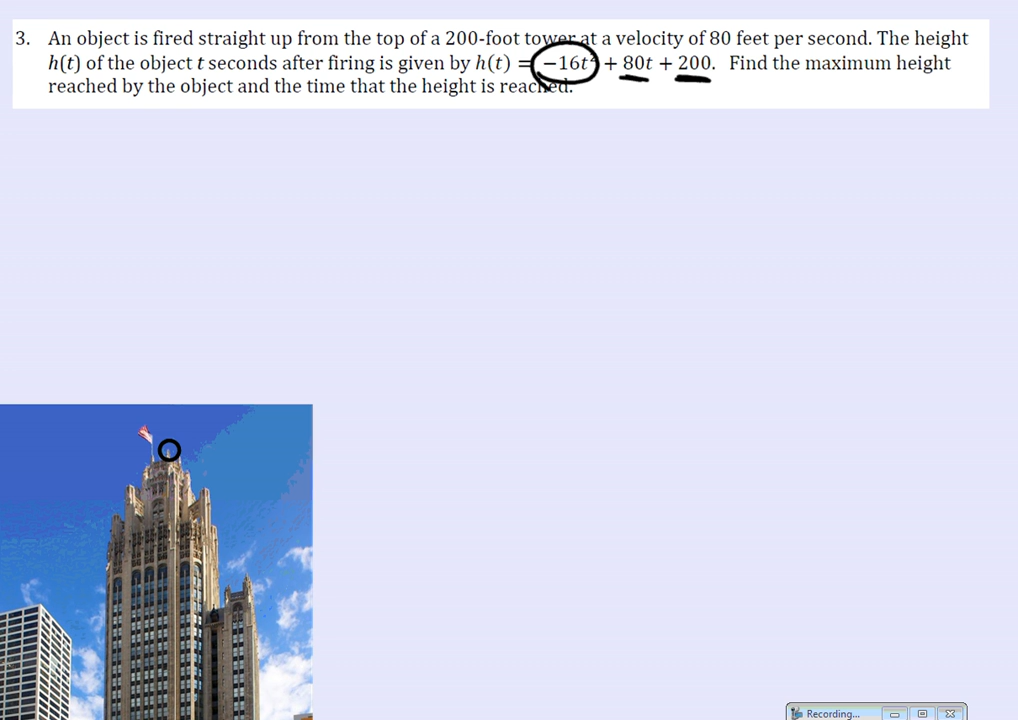 3. An object is fired straight up from the top of a 200-foot tower at a velocity of 80 feet per second. The height
h(t) of the object t seconds after firing is given by h(t) = −16t² + 80t + 200. Find the maximum height
reached by the object and the time that the height is reached.
Recording...